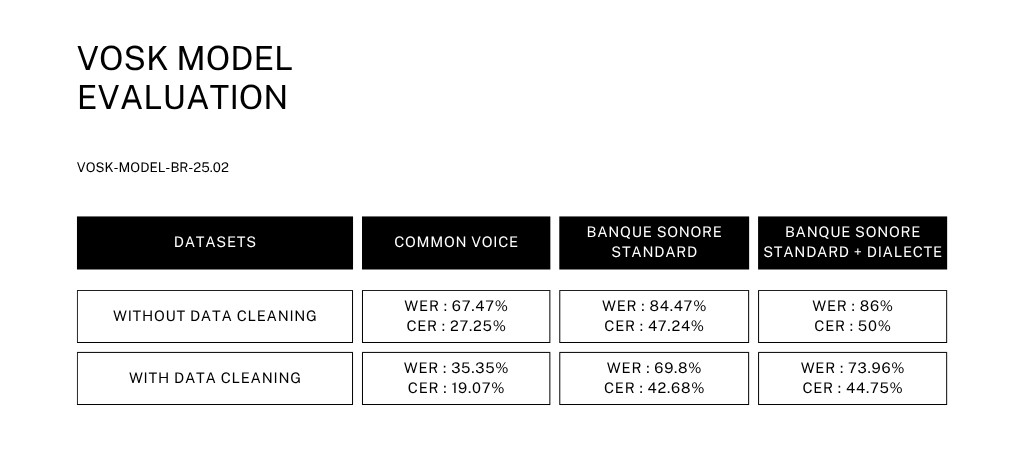 VOSK MODEL
EVALUATION
VOSK-MODEL-BR-25.02
DATASETS
COMMON VOICE
BANQUE SONORE
STANDARD
BANQUE SONORE
STANDARD + DIALECTE
WITHOUT DATA CLEANING
WER : 67.47%
CER : 27.25%
WER : 84.47%
CER : 47.24%
WER : 86%
CER : 50%
WITH DATA CLEANING
WER : 35.35%
CER : 19.07%
WER : 69.8%
CER : 42.68%
WER : 73.96%
CER : 44.75%